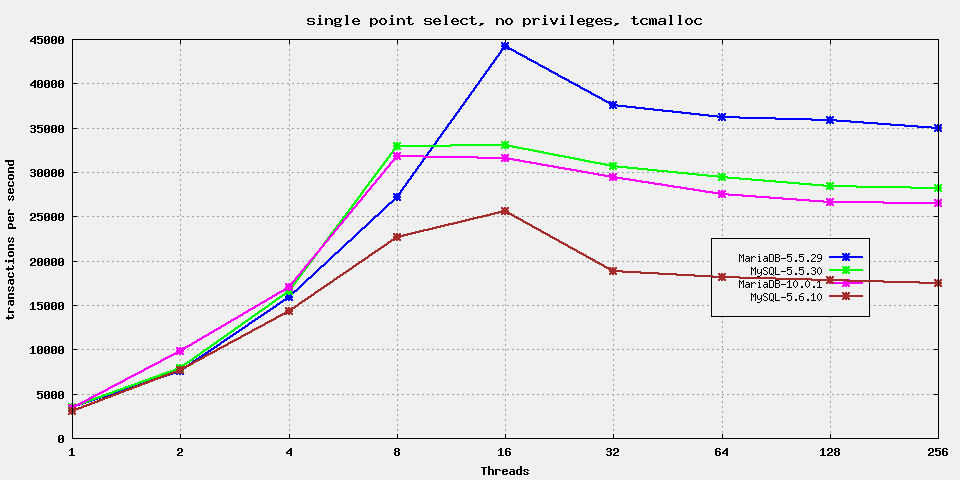 single point select, no privileges, tcmalloc
45000
40000
35000
30000
25000
20000
15000
10000
5000
0
transactions per second
MariaDB-5.5.29
MySQL-5.5.30
MariaDB-10.0.1
MySQL-5.6.10
1 2 4 8 16 32 64 128 256
Threads